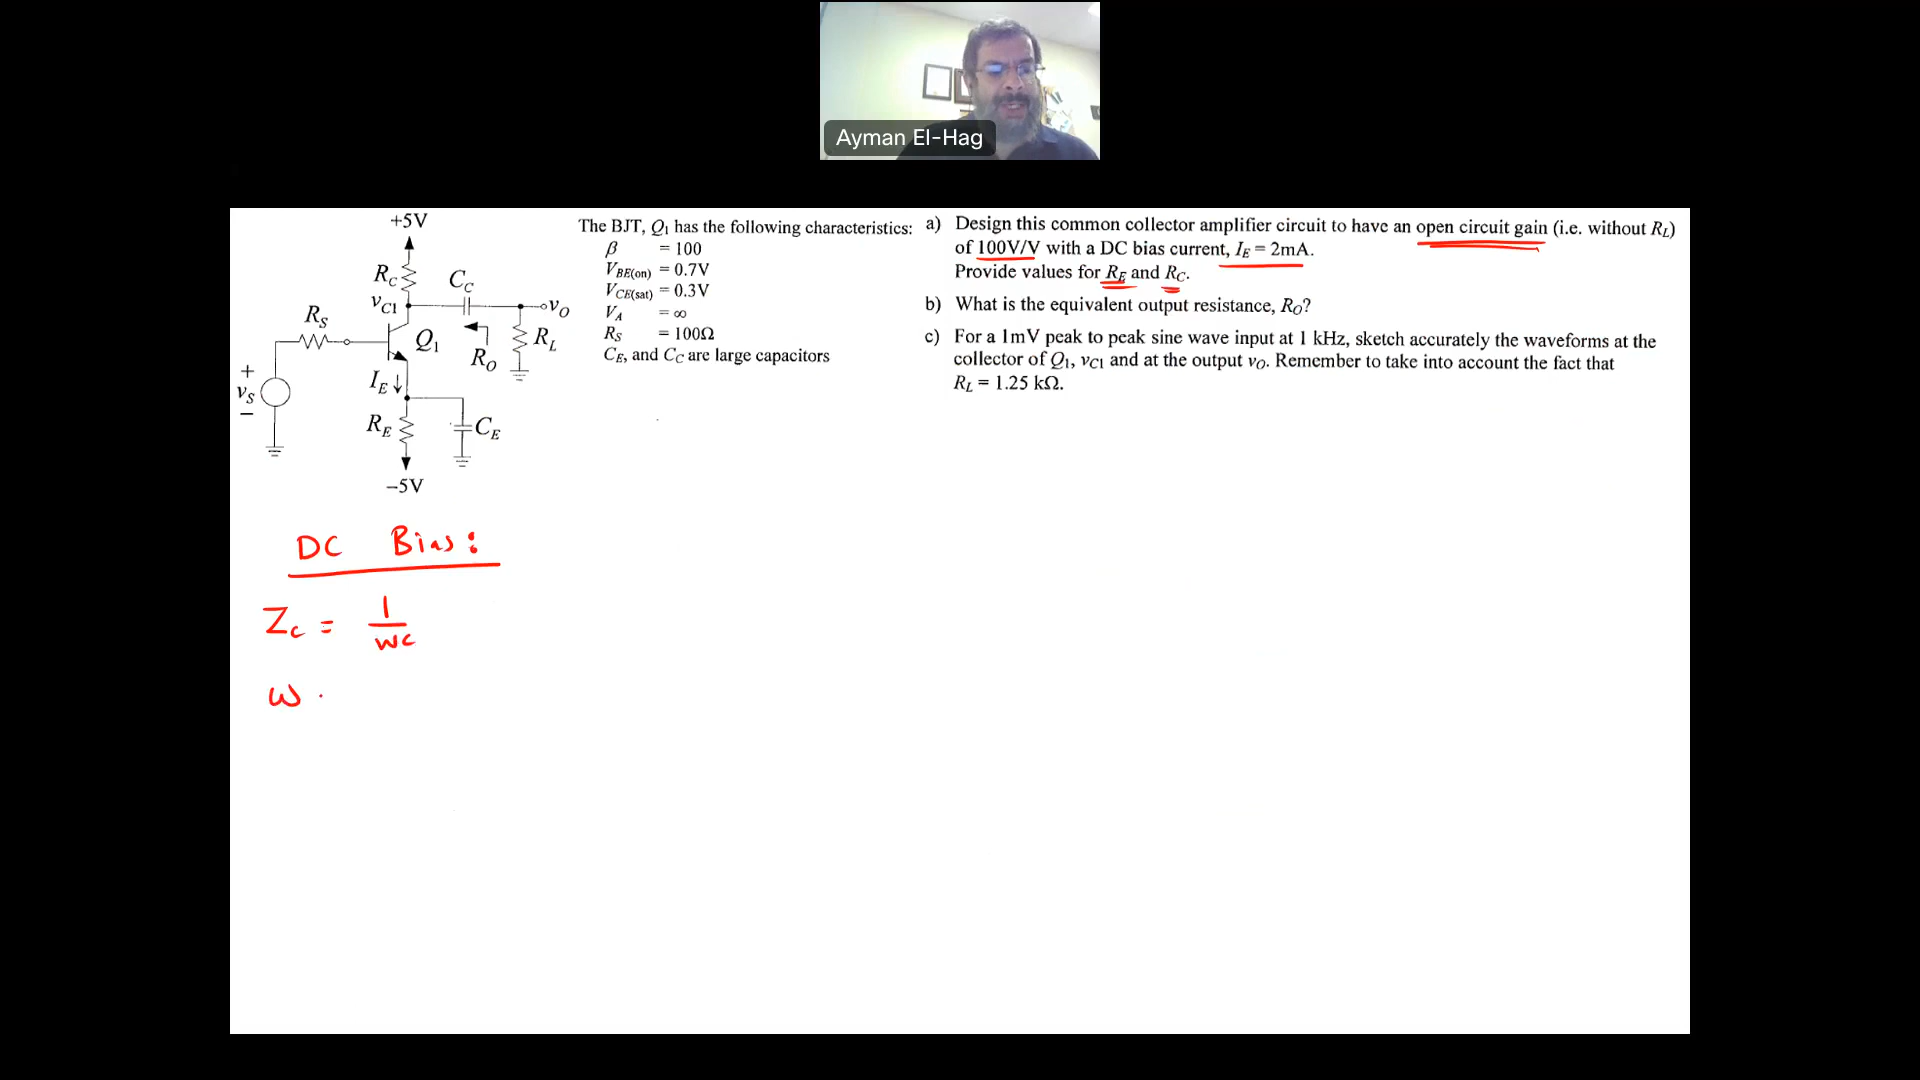 Ayman El-Hag
+5V
R_C
C_C
v_C1
v_O
R_S
Q_1
R_L
R_O
+
v_S
−
I_E
R_E
C_E
−5V
The BJT, Q_1 has the following characteristics:
β = 100
V_BE(on) = 0.7V
V_CE(sat) = 0.3V
V_A = ∞
R_S = 100Ω
C_E, and C_C are large capacitors
a) Design this common collector amplifier circuit to have an open circuit gain (i.e. without R_L)
of 100V/V with a DC bias current, I_E = 2mA.
Provide values for R_E and R_C.
b) What is the equivalent output resistance, R_O?
c) For a 1mV peak to peak sine wave input at 1 kHz, sketch accurately the waveforms at the
collector of Q_1, v_C1 and at the output v_O. Remember to take into account the fact that
R_L = 1.25 kΩ.
DC Bias:
Z_c = 1/wc
w